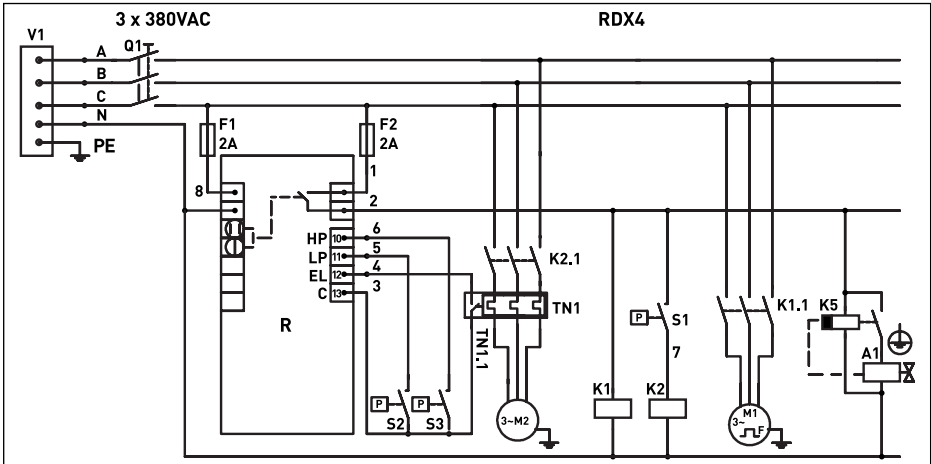 3 x 380VAC
RDX4
V1
A
Q1
B
C
N
PE
F1
2A
F2
2A
1
8
2
HP 10 6
LP 11 5
EL 12 4
C 13 3
R
K2.1
TN1
TN1.1
P S1
7
K1.1
K5
A1
K1
K2
P S2
P S3
3~M2
M1
3~
F